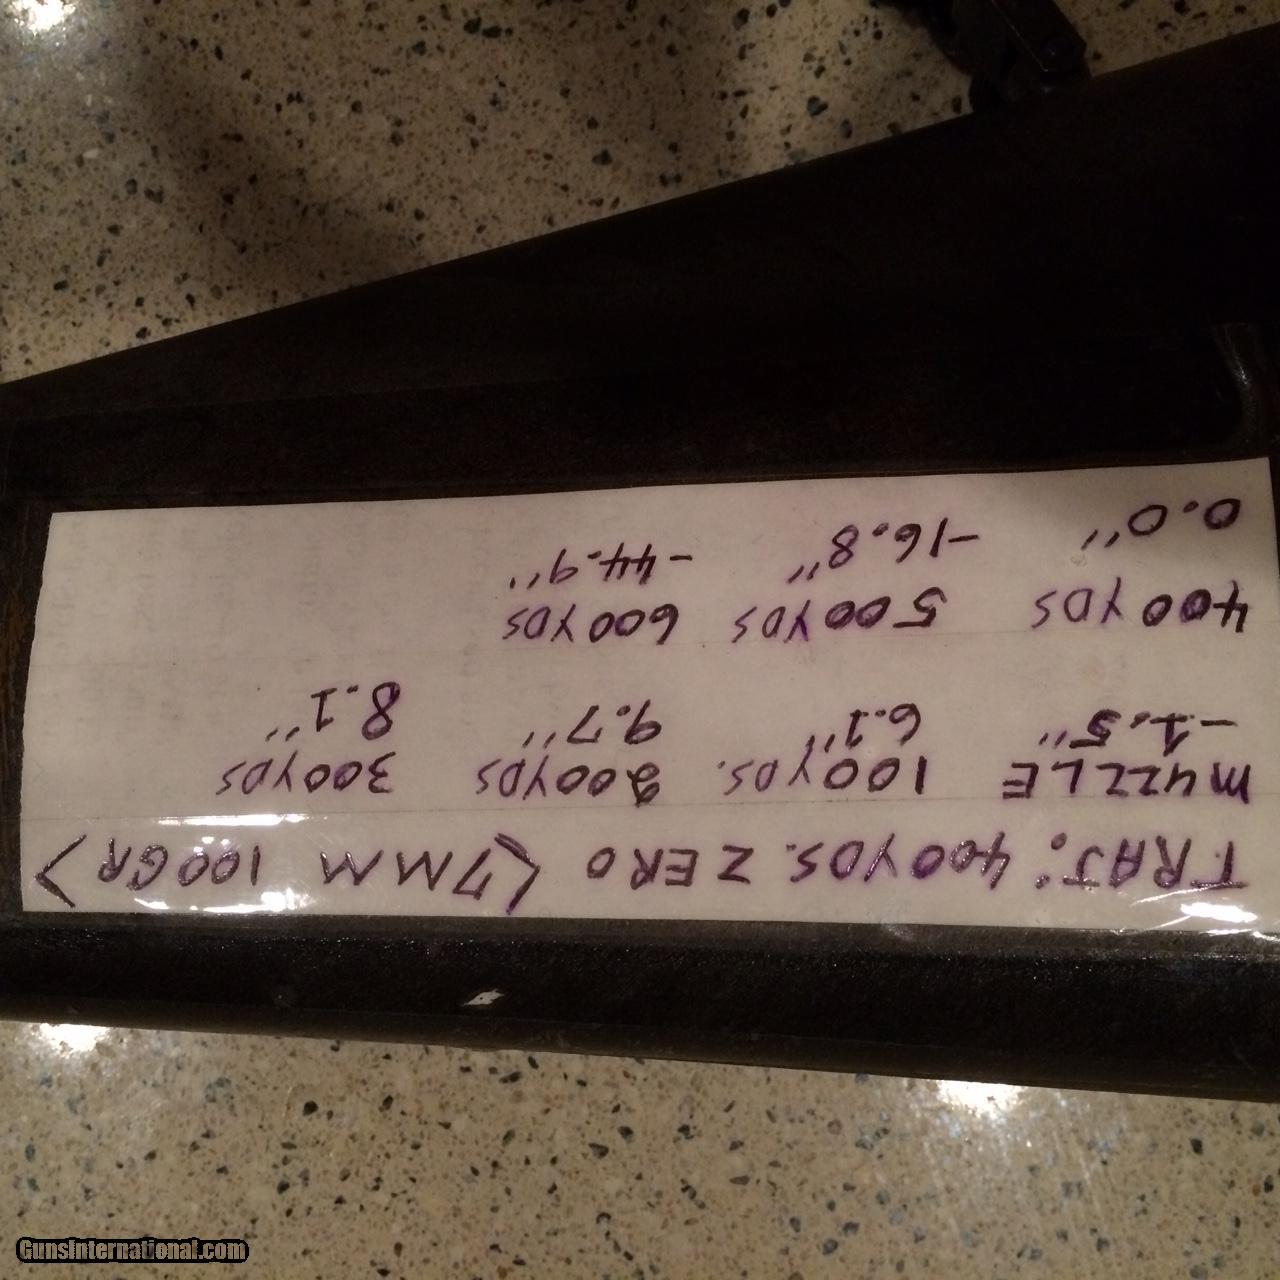 TRAJ: 400YDS. ZERO <7MM 100GR>
MUZZLE 100YDS. 200YDS 300YDS
-1.5" 6.1" 9.7" 8.1"
400YDS 500YDS 600YDS
0.0" -16.8" -44.9"
GunsInternational.com